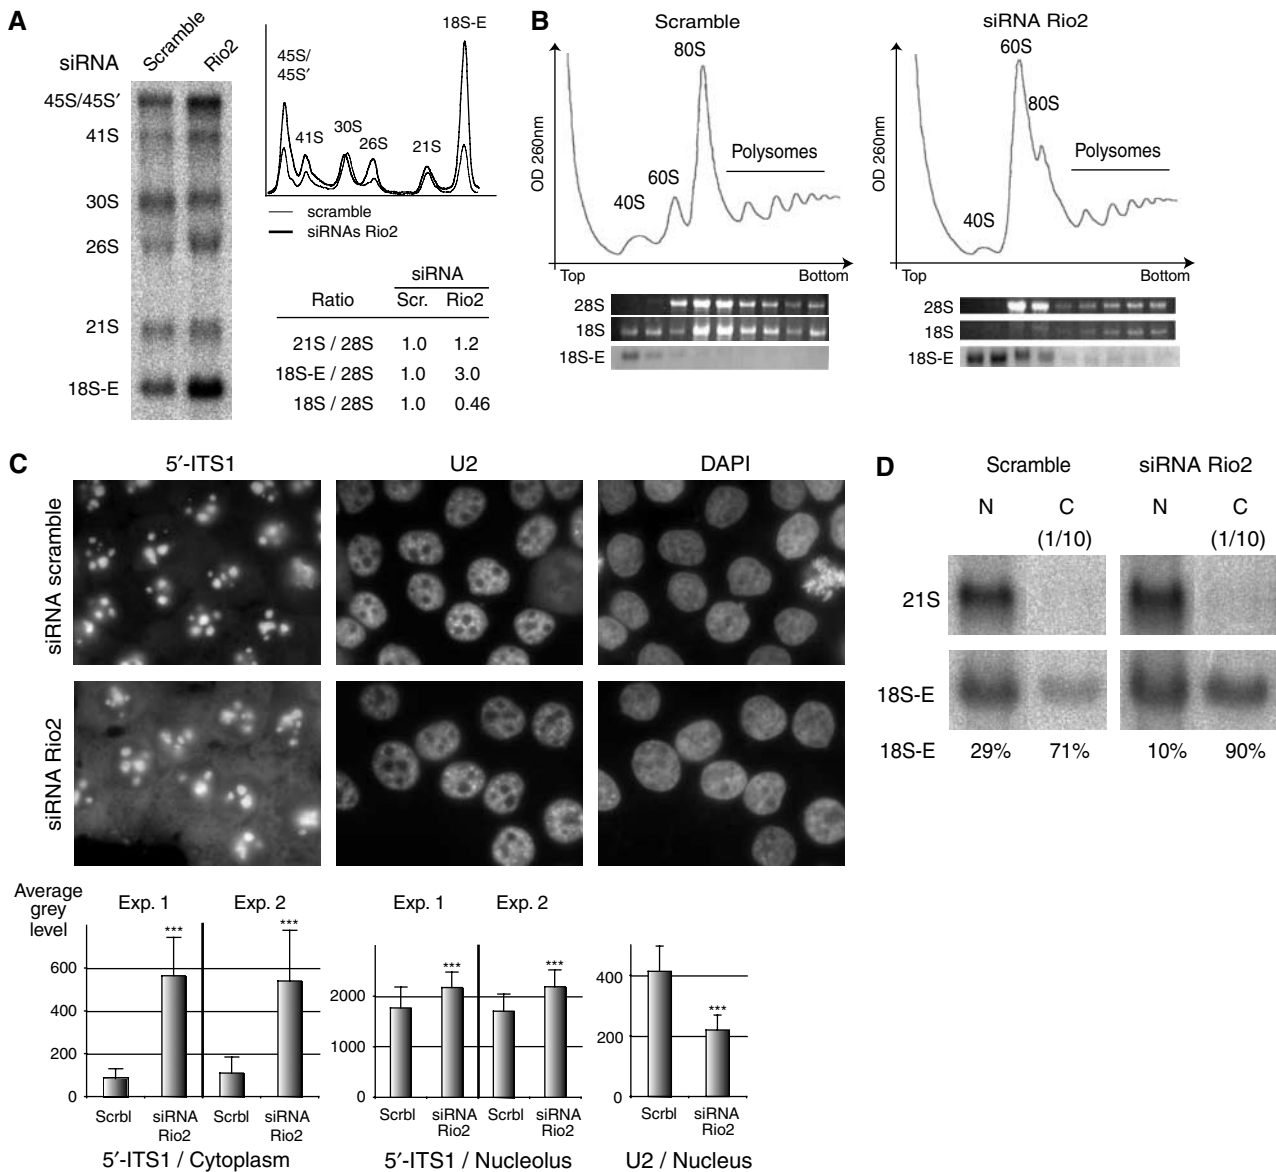 A
siRNA
Scramble
Rio2
45S/45S′
41S
30S
26S
21S
18S-E
45S/
45S′
41S
30S
26S
21S
18S-E
scramble
siRNAs Rio2
siRNA
Ratio Scr. Rio2
21S / 28S 1.0 1.2
18S-E / 28S 1.0 3.0
18S / 28S 1.0 0.46
B
Scramble
OD 260nm
40S
60S
80S
Polysomes
Top Bottom
28S
18S
18S-E
siRNA Rio2
OD 260nm
40S
60S
80S
Polysomes
Top Bottom
28S
18S
18S-E
C
5′-ITS1 U2 DAPI
siRNA scramble
siRNA Rio2
Average
grey
level
Exp. 1 Exp. 2
***
***
600
400
200
0
Scrbl siRNA Rio2 Scrbl siRNA Rio2
5′-ITS1 / Cytoplasm
Exp. 1 Exp. 2
***
***
2000
1000
0
Scrbl siRNA Rio2 Scrbl siRNA Rio2
5′-ITS1 / Nucleolus
***
400
200
0
Scrbl siRNA Rio2
U2 / Nucleus
D
Scramble siRNA Rio2
N C N C
(1/10) (1/10)
21S
18S-E
18S-E 29% 71% 10% 90%